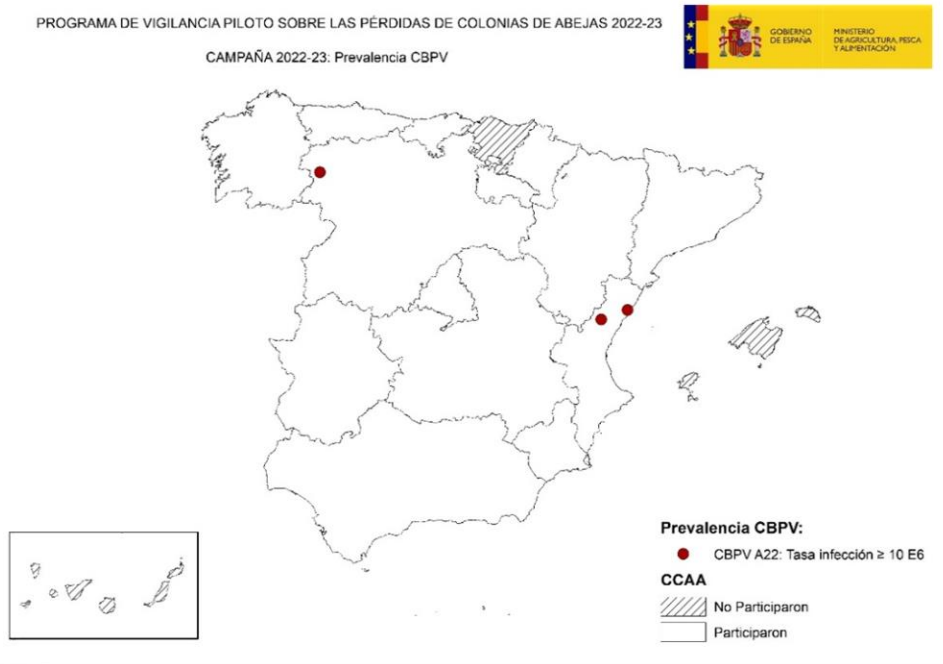 PROGRAMA DE VIGILANCIA PILOTO SOBRE LAS PÉRDIDAS DE COLONIAS DE ABEJAS 2022-23
CAMPAÑA 2022-23: Prevalencia CBPV
GOBIERNO
DE ESPAÑA
MINISTERIO
DE AGRICULTURA, PESCA
Y ALIMENTACIÓN
Prevalencia CBPV:
CBPV A22: Tasa infección ≥ 10 E6
CCAA
No Participaron
Participaron